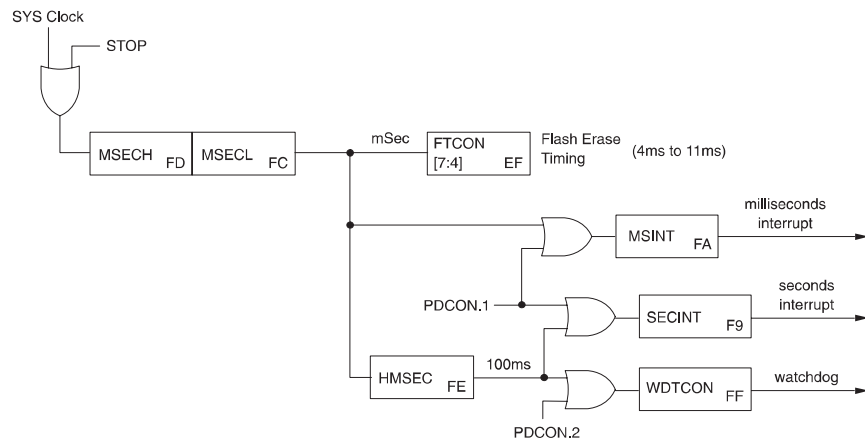 SYS Clock
STOP
MSECH FD
MSECL FC
mSec
FTCON
[7:4] EF
Flash Erase
Timing
(4ms to 11ms)
milliseconds
interrupt
MSINT FA
PDCON.1
seconds
interrupt
SECINT F9
100ms
HMSEC FE
watchdog
WDTCON FF
PDCON.2